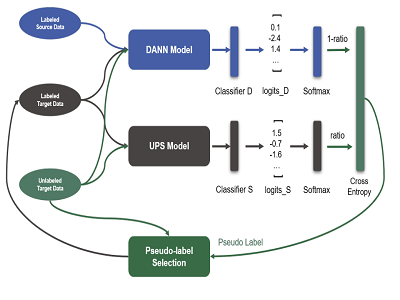 Labeled
Source Data
DANN Model
Classifier D
0.1
-2.4
1.4
...
logits_D
Softmax
1-ratio
Labeled
Target Data
UPS Model
Classifier S
1.5
-0.7
-1.6
...
logits_S
Softmax
ratio
Cross
Entropy
Unlabeled
Target Data
Pseudo Label
Pseudo-label
Selection